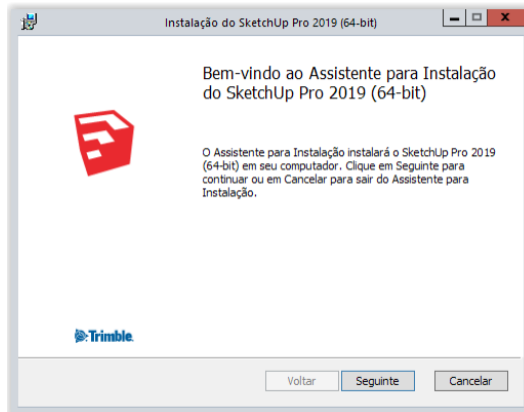 Instalação do SketchUp Pro 2019 (64-bit)
Bem-vindo ao Assistente para Instalação
do SketchUp Pro 2019 (64-bit)
O Assistente para Instalação instalará o SketchUp Pro 2019
(64-bit) em seu computador. Clique em Seguinte para
continuar ou em Cancelar para sair do Assistente para
Instalação.
Trimble.
Voltar Seguinte Cancelar